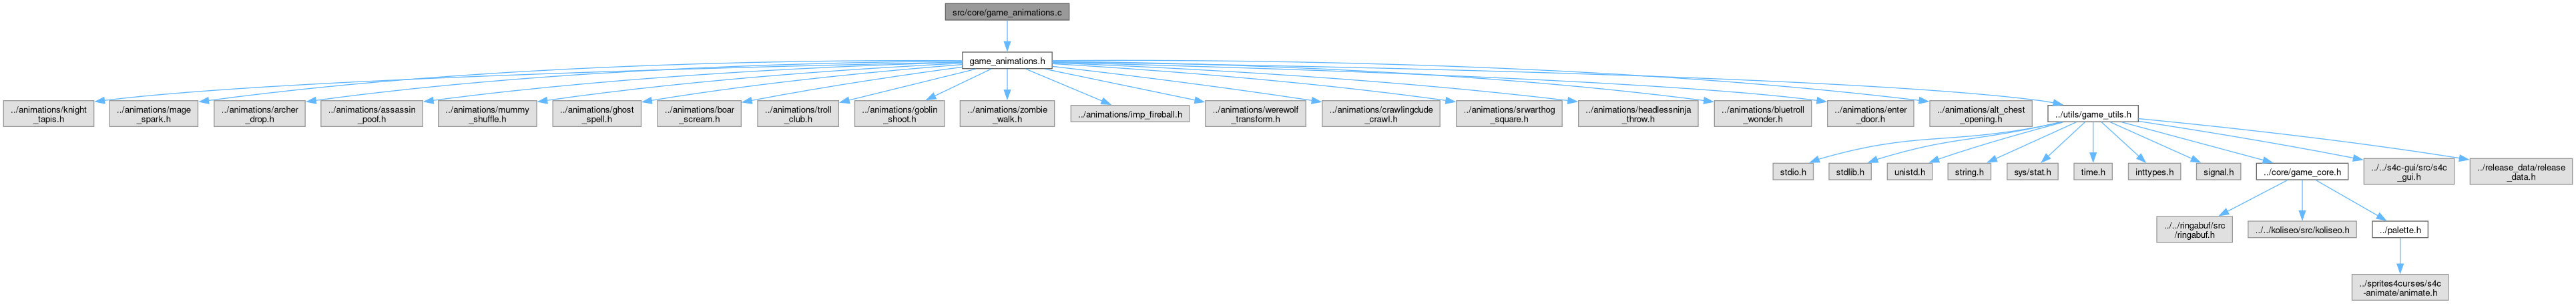 src/core/game_animations.c
game_animations.h
../animations/knight
_tapis.h
../animations/mage
_spark.h
../animations/archer
_drop.h
../animations/assassin
_poof.h
../animations/mummy
_shuffle.h
../animations/ghost
_spell.h
../animations/boar
_scream.h
../animations/troll
_club.h
../animations/goblin
_shoot.h
../animations/zombie
_walk.h
../animations/imp_fireball.h
../animations/werewolf
_transform.h
../animations/crawlingdude
_crawl.h
../animations/srwarthog
_square.h
../animations/headlessninja
_throw.h
../animations/bluetroll
_wonder.h
../animations/enter
_door.h
../animations/alt_chest
_opening.h
../utils/game_utils.h
stdio.h
stdlib.h
unistd.h
string.h
sys/stat.h
time.h
inttypes.h
signal.h
../core/game_core.h
../../s4c-gui/src/s4c
_gui.h
../release_data/release
_data.h
../../ringabuf/src
/ringabuf.h
../../koliseo/src/koliseo.h
../palette.h
../sprites4curses/s4c
-animate/animate.h